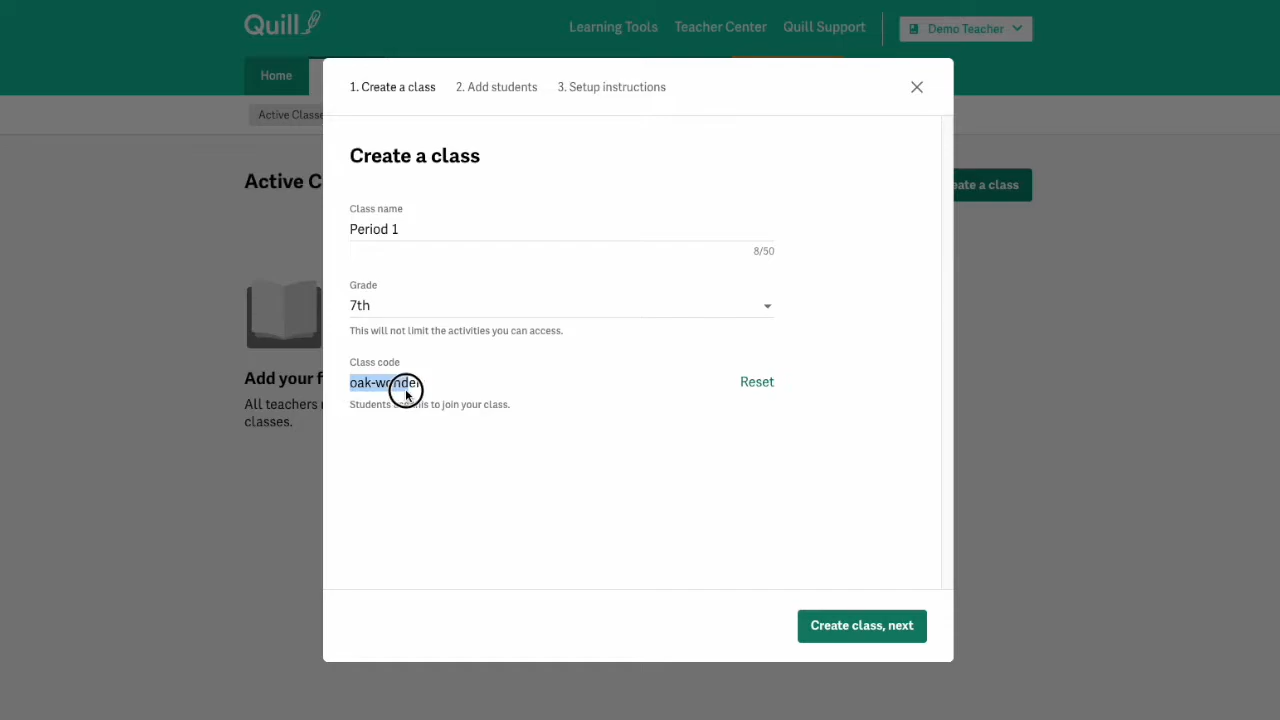 Quill
Learning Tools
Teacher Center
Quill Support
Demo Teacher
Home
1. Create a class
2. Add students
3. Setup instructions
Active Classe
Create a class
Active C
eate a class
Class name
Period 1
8/50
Grade
7th
This will not limit the activities you can access.
Class code
oak-wonder
Reset
Add your f
Students to join your class.
All teachers
classes.
Create class, next